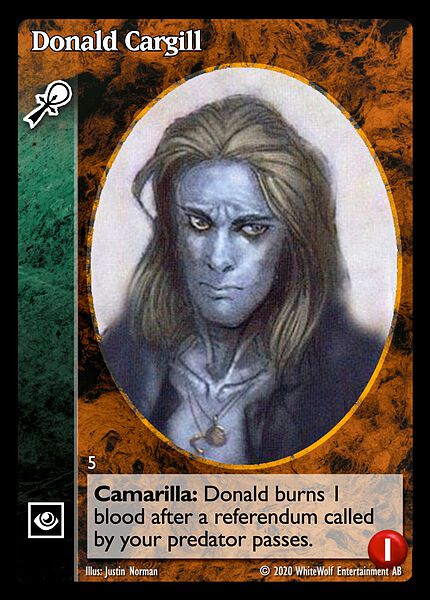 Donald Cargill
5
Camarilla: Donald burns 1
blood after a referendum called
by your predator passes.
1
Illus: Justin Norman
© 2020 WhiteWolf Entertainment AB